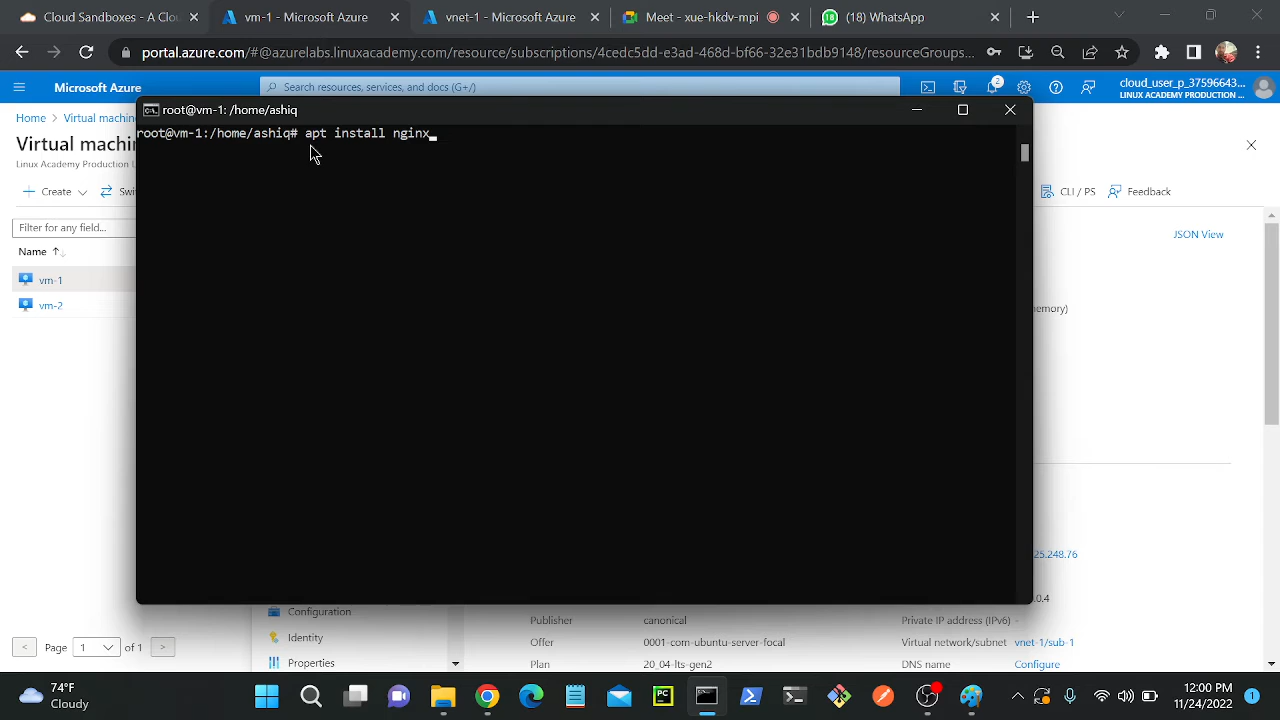 Cloud Sandboxes - A Clou
vm-1 - Microsoft Azure
vnet-1 - Microsoft Azure
Meet - xue-hkdv-mpi
(18) WhatsApp
portal.azure.com/#@azurelabs.linuxacademy.com/resource/subscriptions/4cedc5dd-e3ad-468d-bf66-32e31bdb9148/resourceGroups...
Microsoft Azure
Search resources, services, and docs (G+/)
2
cloud_user_p_37596643...
LINUX ACADEMY PRODUCTION ...
root@vm-1: /home/ashiq
Home > Virtual machin
root@vm-1:/home/ashiq# apt install nginx
Virtual machin
Linux Academy Production
+ Create
Swi
CLI / PS
Feedback
Filter for any field...
JSON View
Name
vm-1
vm-2
emory)
25.248.76
.0.4
Configuration
Publisher
canonical
Private IP address (IPv6) -
Identity
Offer
0001-com-ubuntu-server-focal
Virtual network/subnet
vnet-1/sub-1
< Page 1 of 1 >
Properties
Plan
20_04-lts-gen2
DNS name
Configure
74°F
Cloudy
PC
12:00 PM
11/24/2022
1